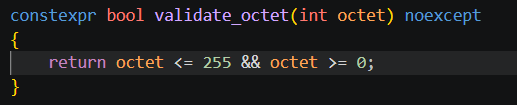 constexpr bool validate_octet(int octet) noexcept
{
    return octet <= 255 && octet >= 0;
}